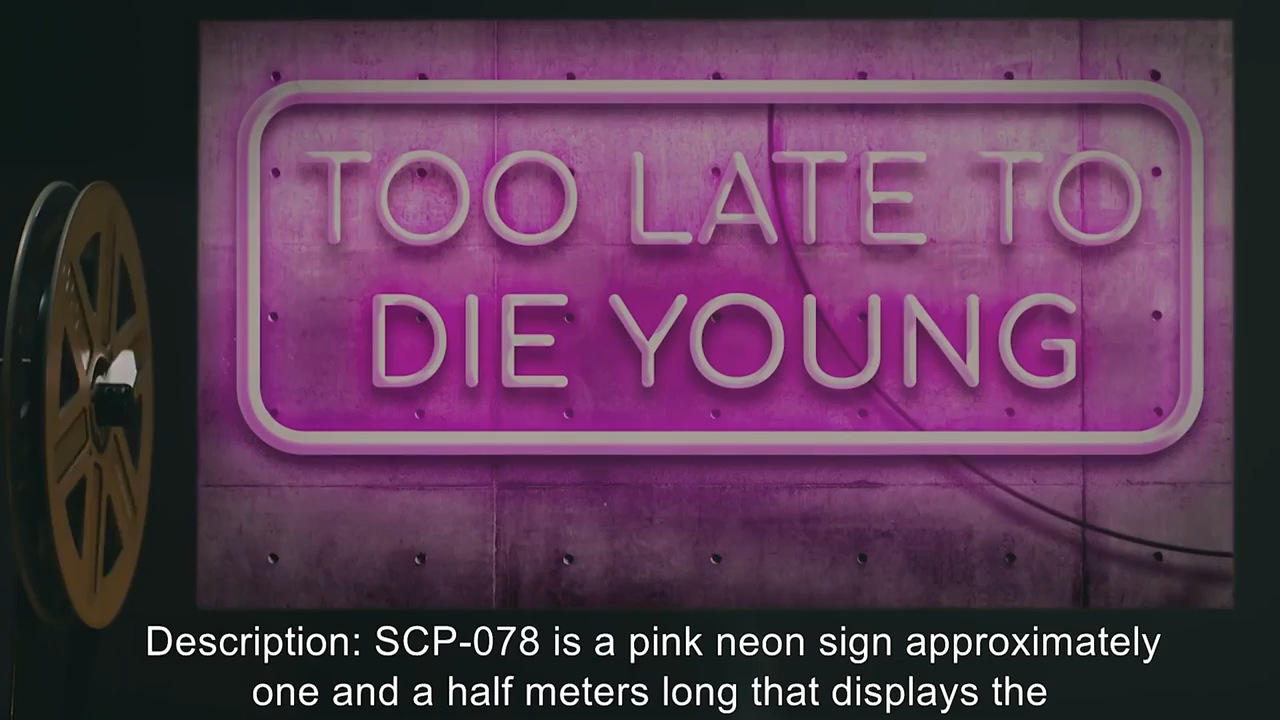 TOO LATE TO
DIE YOUNG
Description: SCP-078 is a pink neon sign approximately
one and a half meters long that displays the